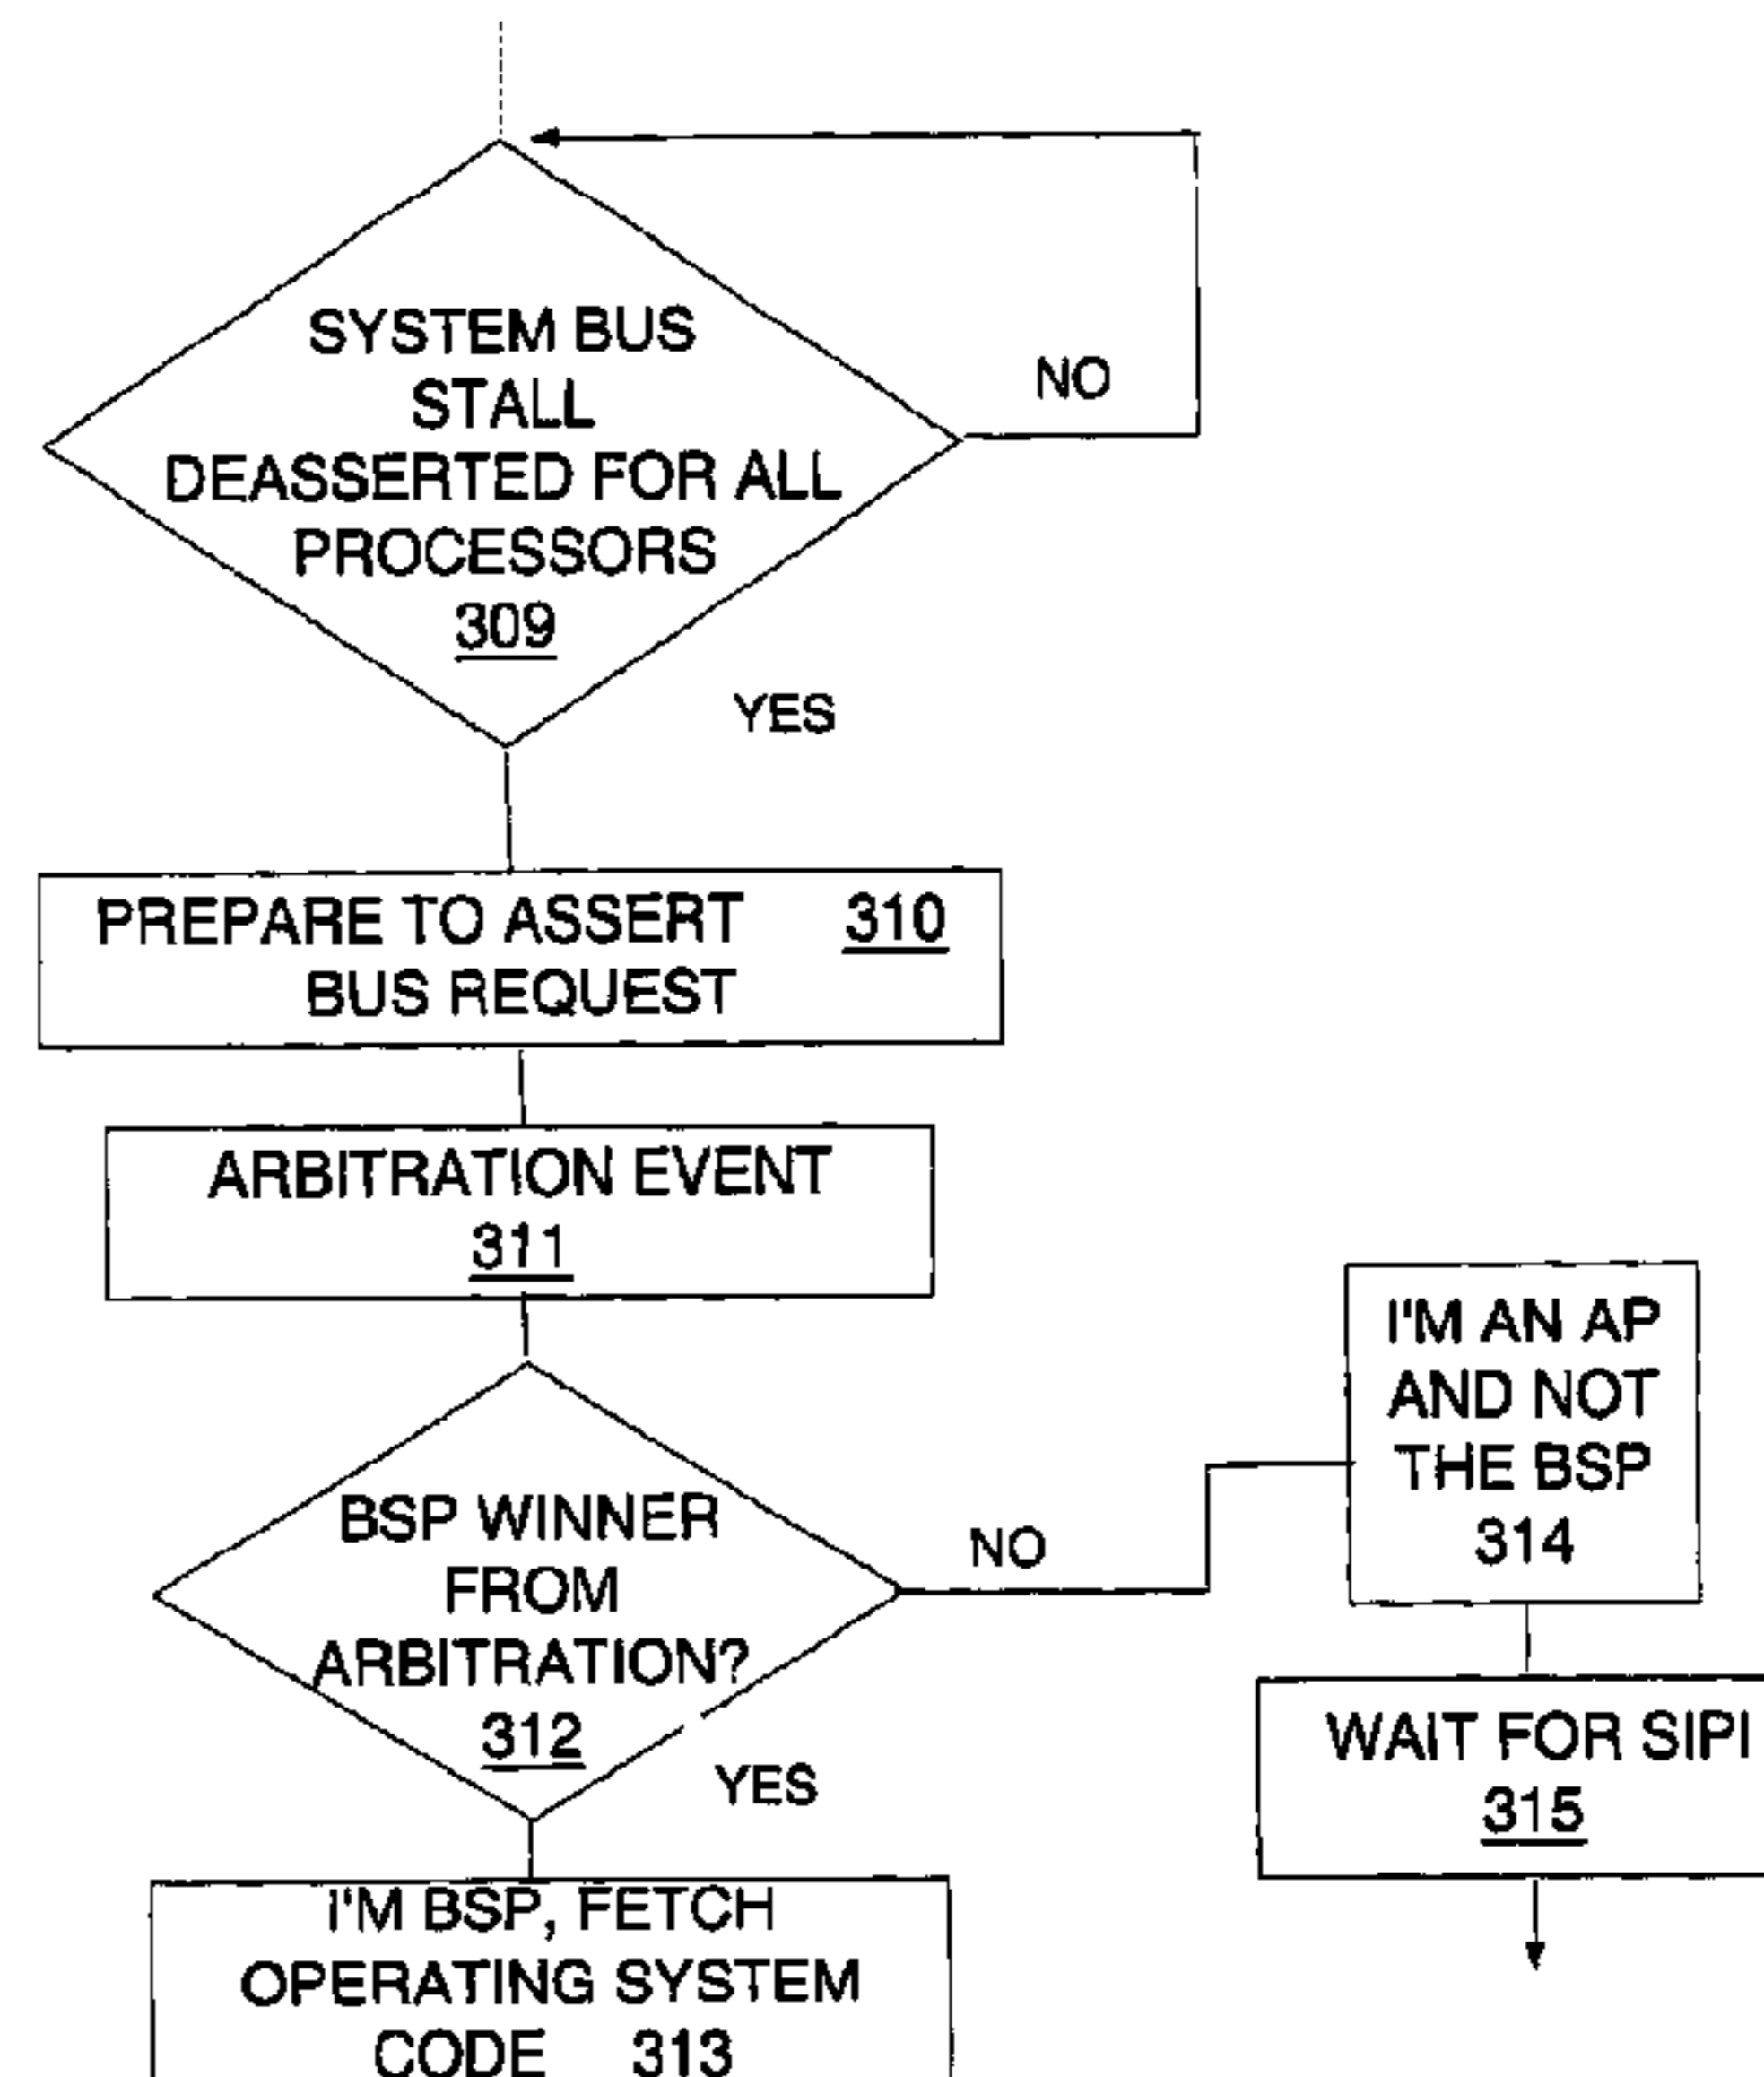 SYSTEM BUS
STALL
DEASSERTED FOR ALL
PROCESSORS
309
NO
YES
PREPARE TO ASSERT 310
BUS REQUEST
ARBITRATION EVENT
311
BSP WINNER
FROM
ARBITRATION?
312
NO
YES
I'M AN AP
AND NOT
THE BSP
314
WAIT FOR SIPI
315
I'M BSP, FETCH
OPERATING SYSTEM
CODE 313